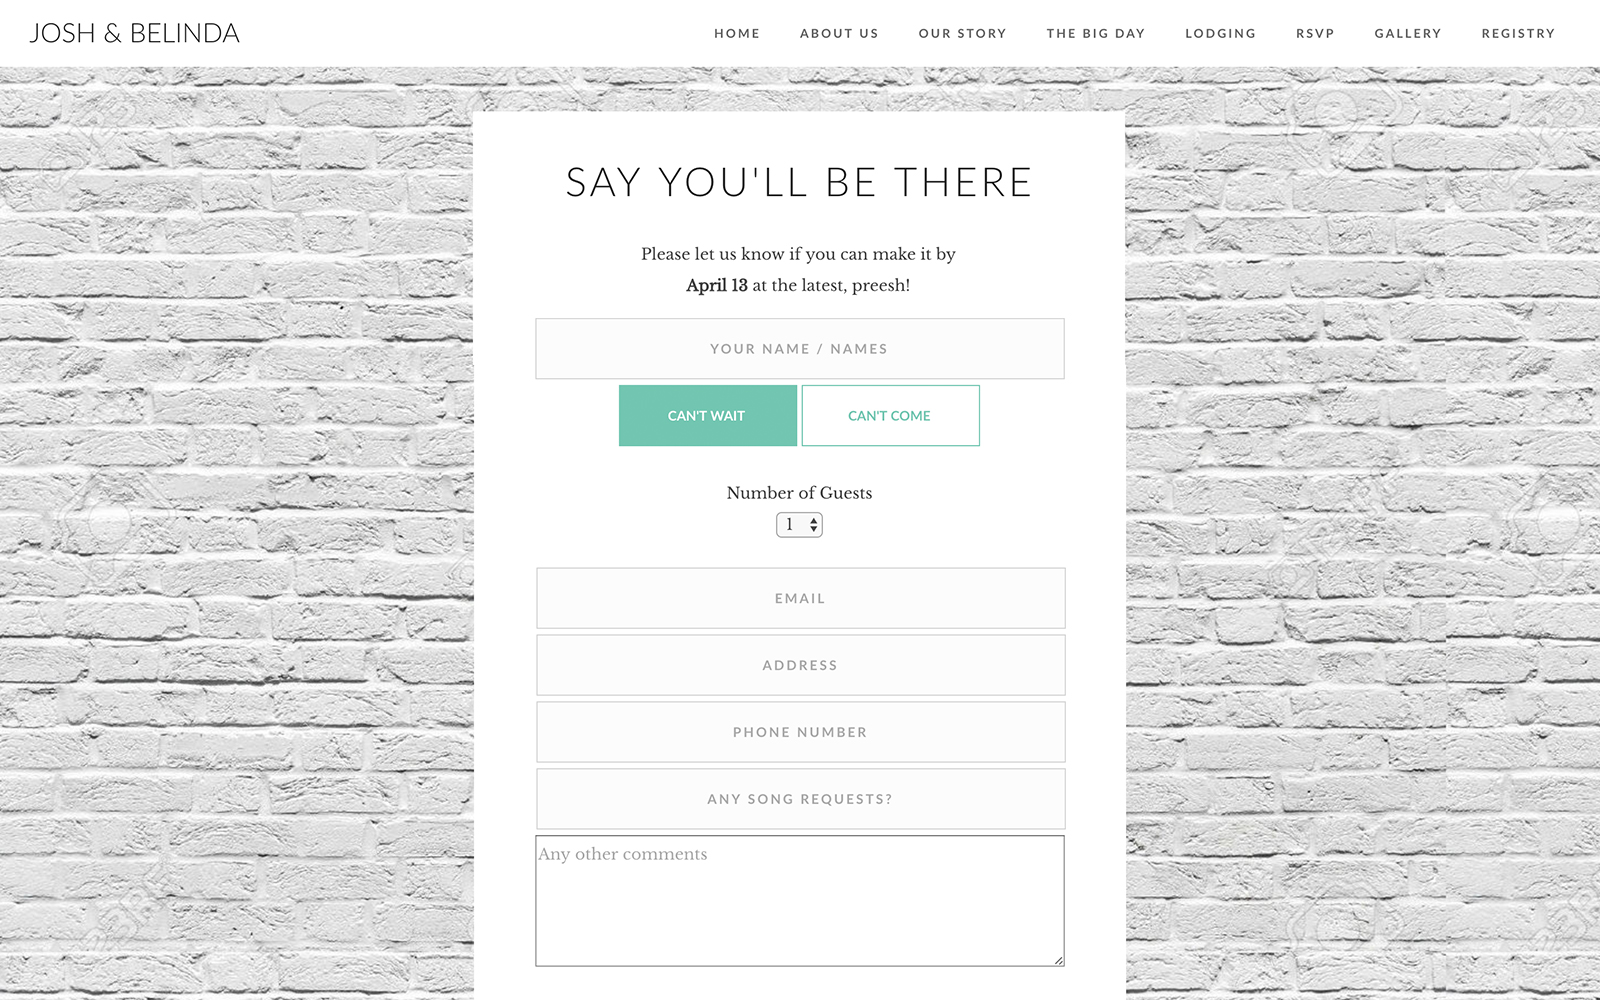 JOSH & BELINDA
HOME ABOUT US OUR STORY THE BIG DAY LODGING RSVP GALLERY REGISTRY
SAY YOU'LL BE THERE
Please let us know if you can make it by
April 13 at the latest, preesh!
YOUR NAME / NAMES
CAN'T WAIT CAN'T COME
Number of Guests
1
EMAIL
ADDRESS
PHONE NUMBER
ANY SONG REQUESTS?
Any other comments